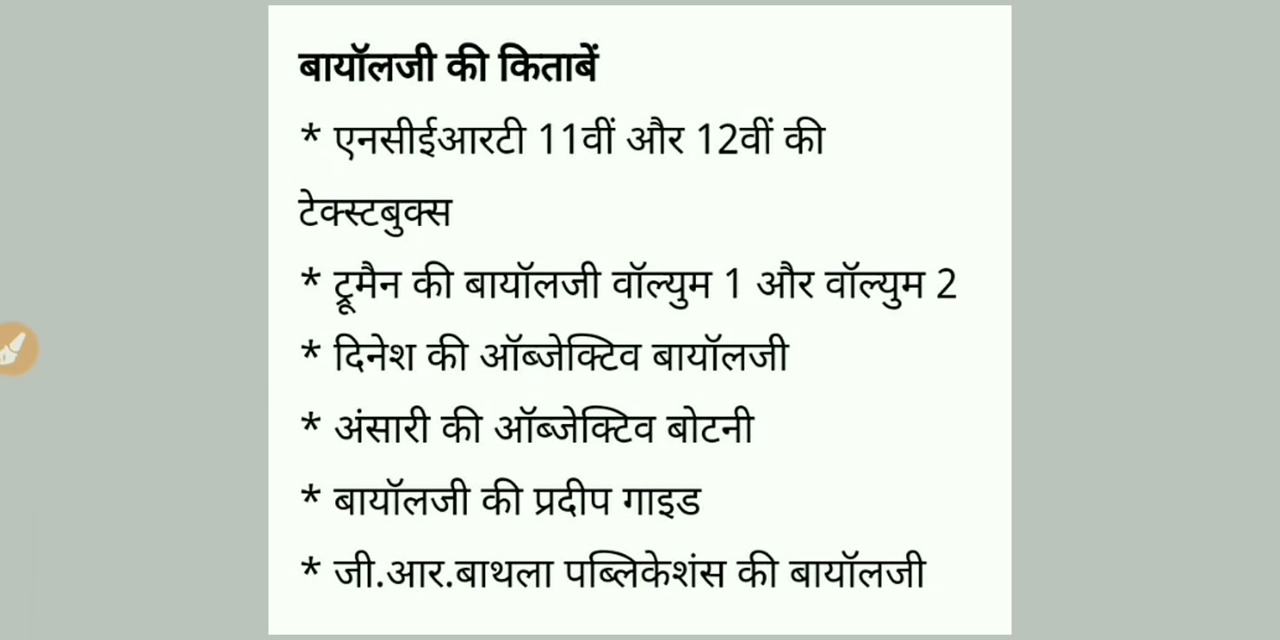 बायॉलजी की किताबें
* एनसीईआरटी 11वीं और 12वीं की
टेक्स्टबुक्स
* ट्रूमैन की बायॉलजी वॉल्युम 1 और वॉल्युम 2
* दिनेश की ऑब्जेक्टिव बायॉलजी
* अंसारी की ऑब्जेक्टिव बोटनी
* बायॉलजी की प्रदीप गाइड
* जी.आर.बाथला पब्लिकेशंस की बायॉलजी